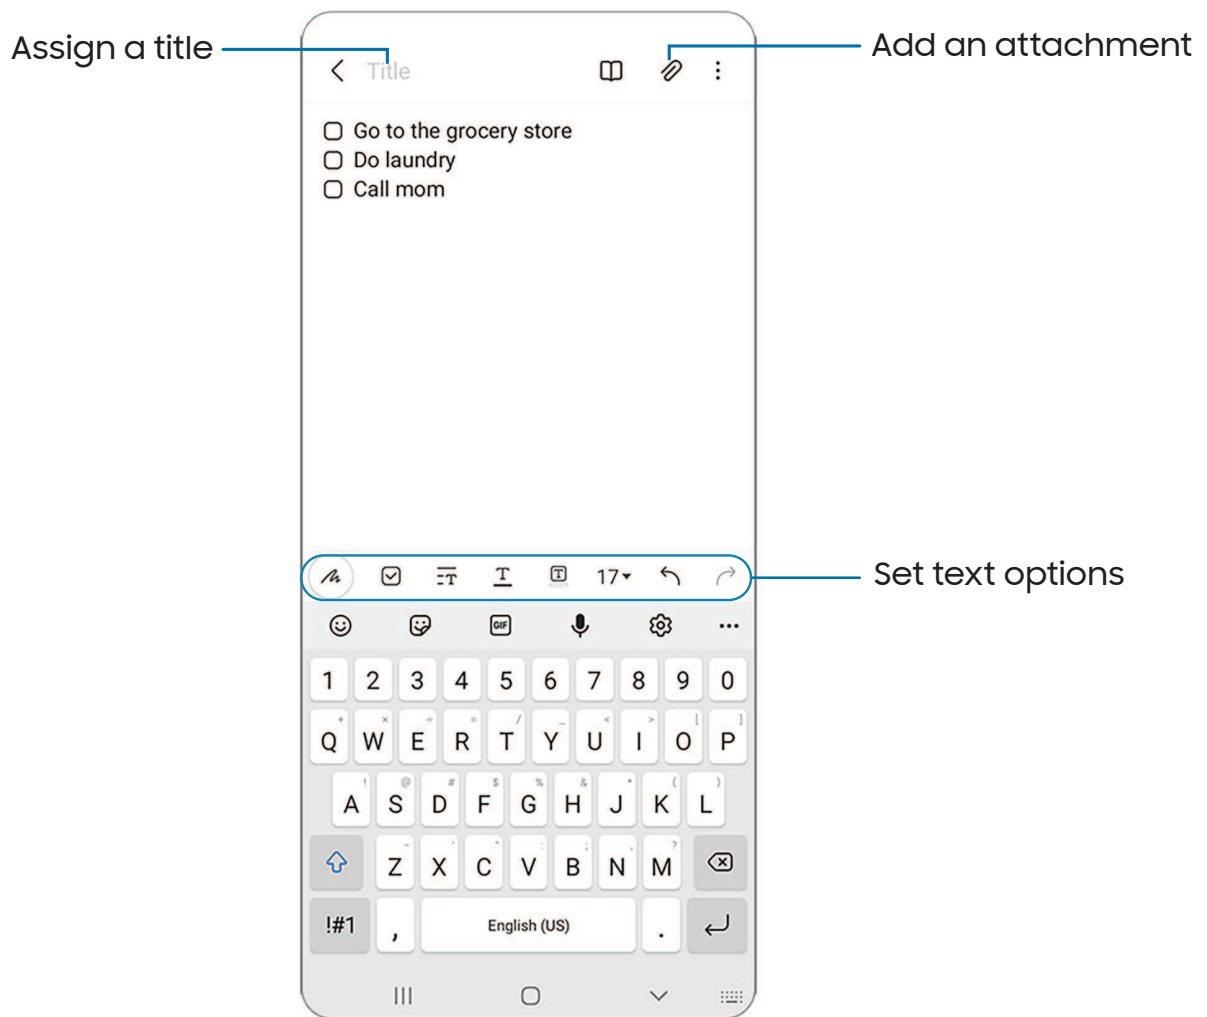 Assign a title
Add an attachment
Title
Go to the grocery store
Do laundry
Call mom
T T T 17
Set text options
GIF
1 2 3 4 5 6 7 8 9 0
+ × ÷ = / _ < > [ ]
Q W E R T Y U I O P
! @ # $ % & * ( )
A S D F G H J K L
- ' " : ; , ?
Z X C V B N M
!#1 , English (US) .